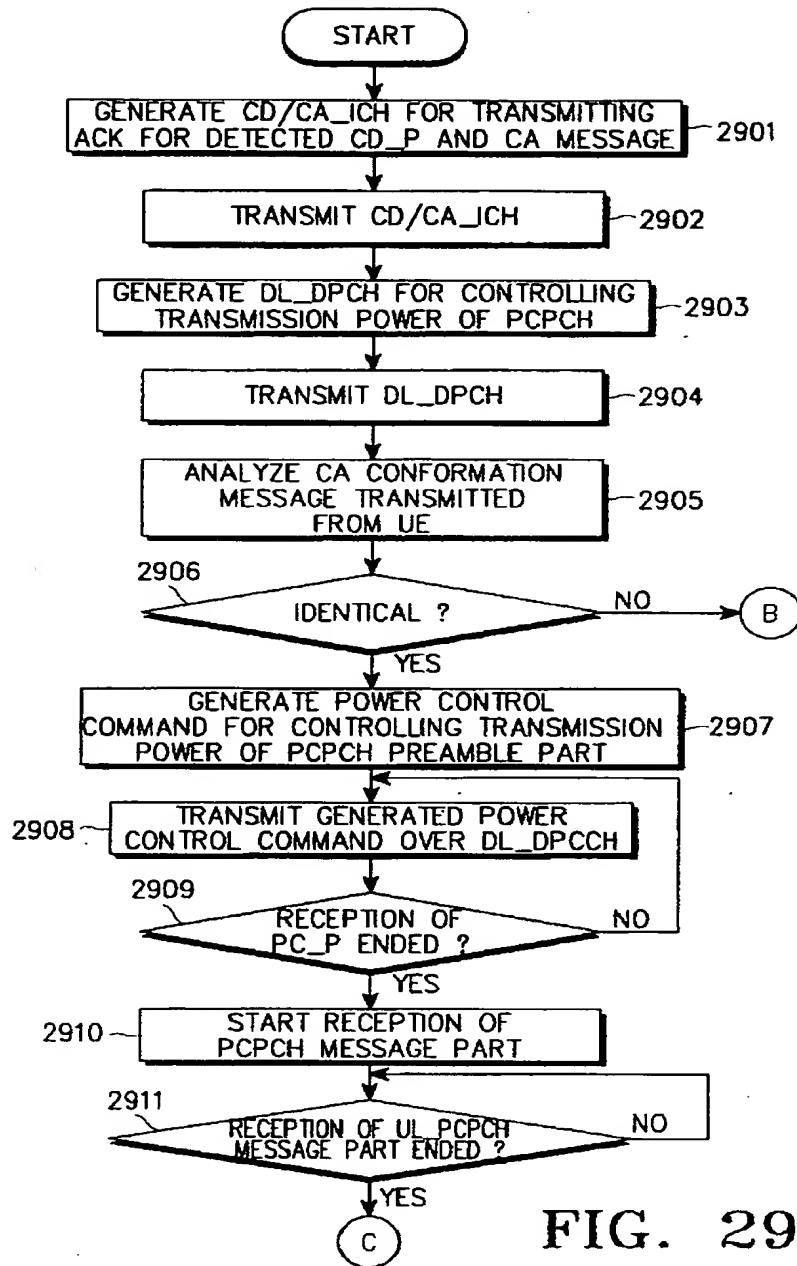 START
GENERATE CD/CA_ICH FOR TRANSMITTING
ACK FOR DETECTED CD_P AND CA MESSAGE
2901
TRANSMIT CD/CA_ICH
2902
GENERATE DL_DPCH FOR CONTROLLING
TRANSMISSION POWER OF PCPCH
2903
TRANSMIT DL_DPCH
2904
ANALYZE CA CONFORMATION
MESSAGE TRANSMITTED
FROM UE
2905
2906
IDENTICAL ?
NO
B
YES
GENERATE POWER CONTROL
COMMAND FOR CONTROLLING TRANSMISSION
POWER OF PCPCH PREAMBLE PART
2907
2908
TRANSMIT GENERATED POWER
CONTROL COMMAND OVER DL_DPCCH
2909
RECEPTION OF
PC_P ENDED ?
NO
YES
2910
START RECEPTION OF
PCPCH MESSAGE PART
2911
RECEPTION OF UL_PCPCH
MESSAGE PART ENDED ?
NO
YES
C
FIG. 29